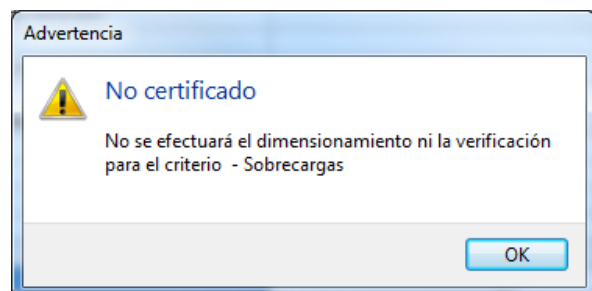 Advertencia
No certificado
No se efectuará el dimensionamiento ni la verificación
para el criterio - Sobrecargas
OK